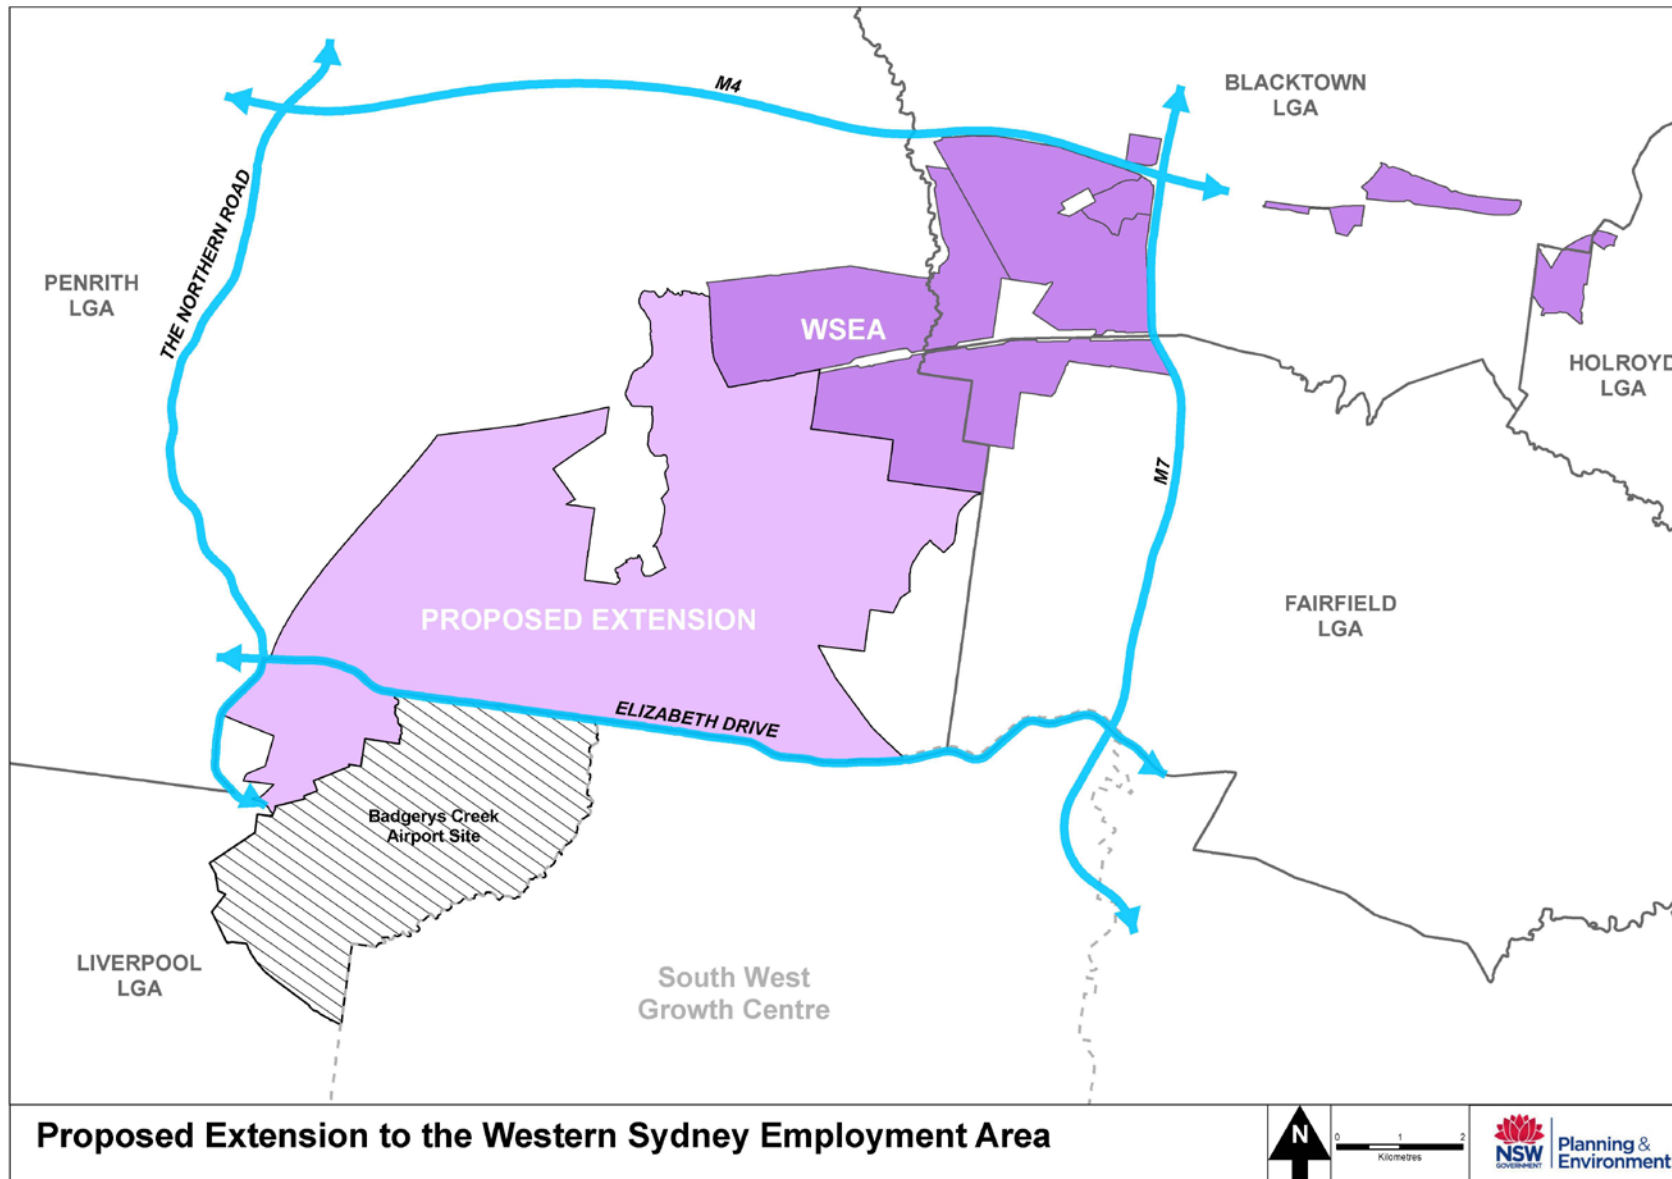 M4
BLACKTOWN
LGA
THE NORTHERN ROAD
PENRITH
LGA
WSEA
HOLROYD
LGA
M7
PROPOSED EXTENSION
FAIRFIELD
LGA
ELIZABETH DRIVE
Badgerys Creek
Airport Site
LIVERPOOL
LGA
South West
Growth Centre
Proposed Extension to the Western Sydney Employment Area
N
0 1 2
Kilometres
NSW
GOVERNMENT
Planning &
Environment